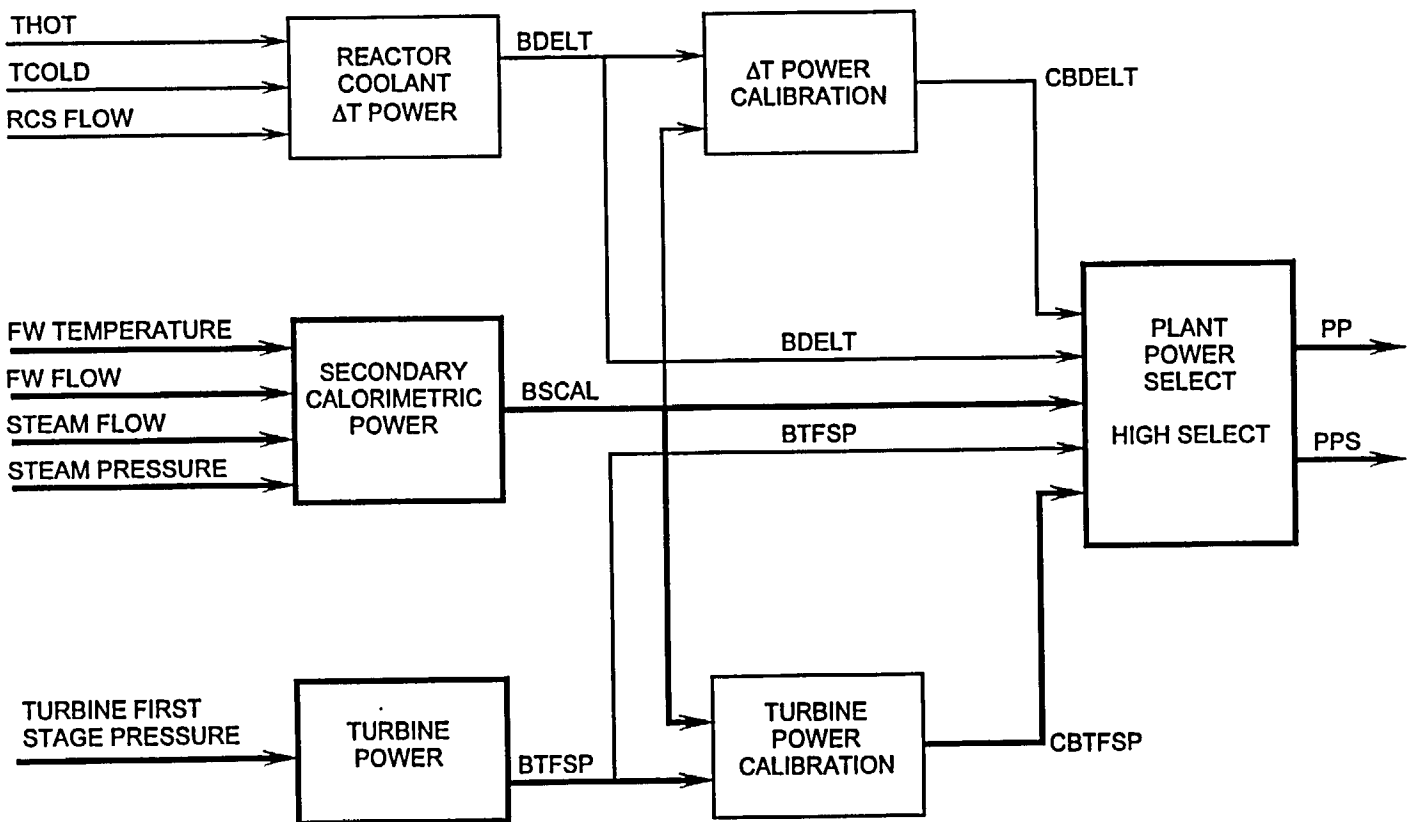 THOT
TCOLD
RCS FLOW
REACTOR
COOLANT
ΔT POWER
BDELT
ΔT POWER
CALIBRATION
CBDELT
FW TEMPERATURE
FW FLOW
STEAM FLOW
STEAM PRESSURE
SECONDARY
CALORIMETRIC
POWER
BSCAL
BDELT
BTFSP
PLANT
POWER
SELECT
HIGH SELECT
PP
PPS
TURBINE FIRST
STAGE PRESSURE
TURBINE
POWER
BTFSP
TURBINE
POWER
CALIBRATION
CBTFSP